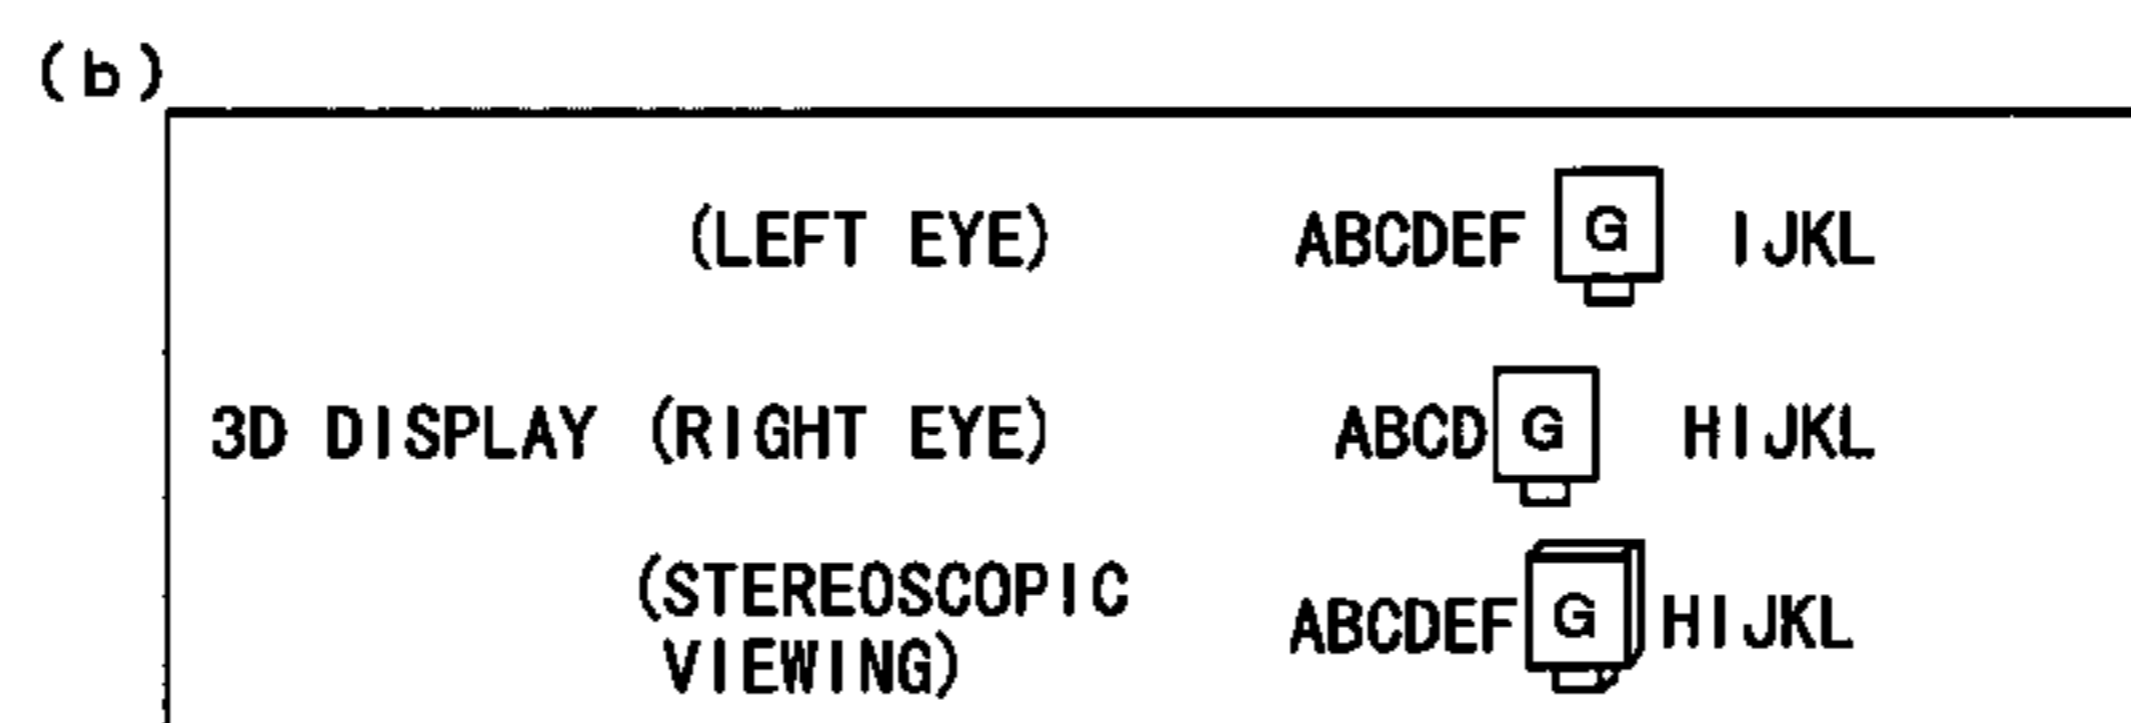 (b)
(LEFT EYE) ABCDEF G IJKL
3D DISPLAY (RIGHT EYE) ABCD G HIJKL
(STEREOSCOPIC
VIEWING) ABCDEF G HIJKL